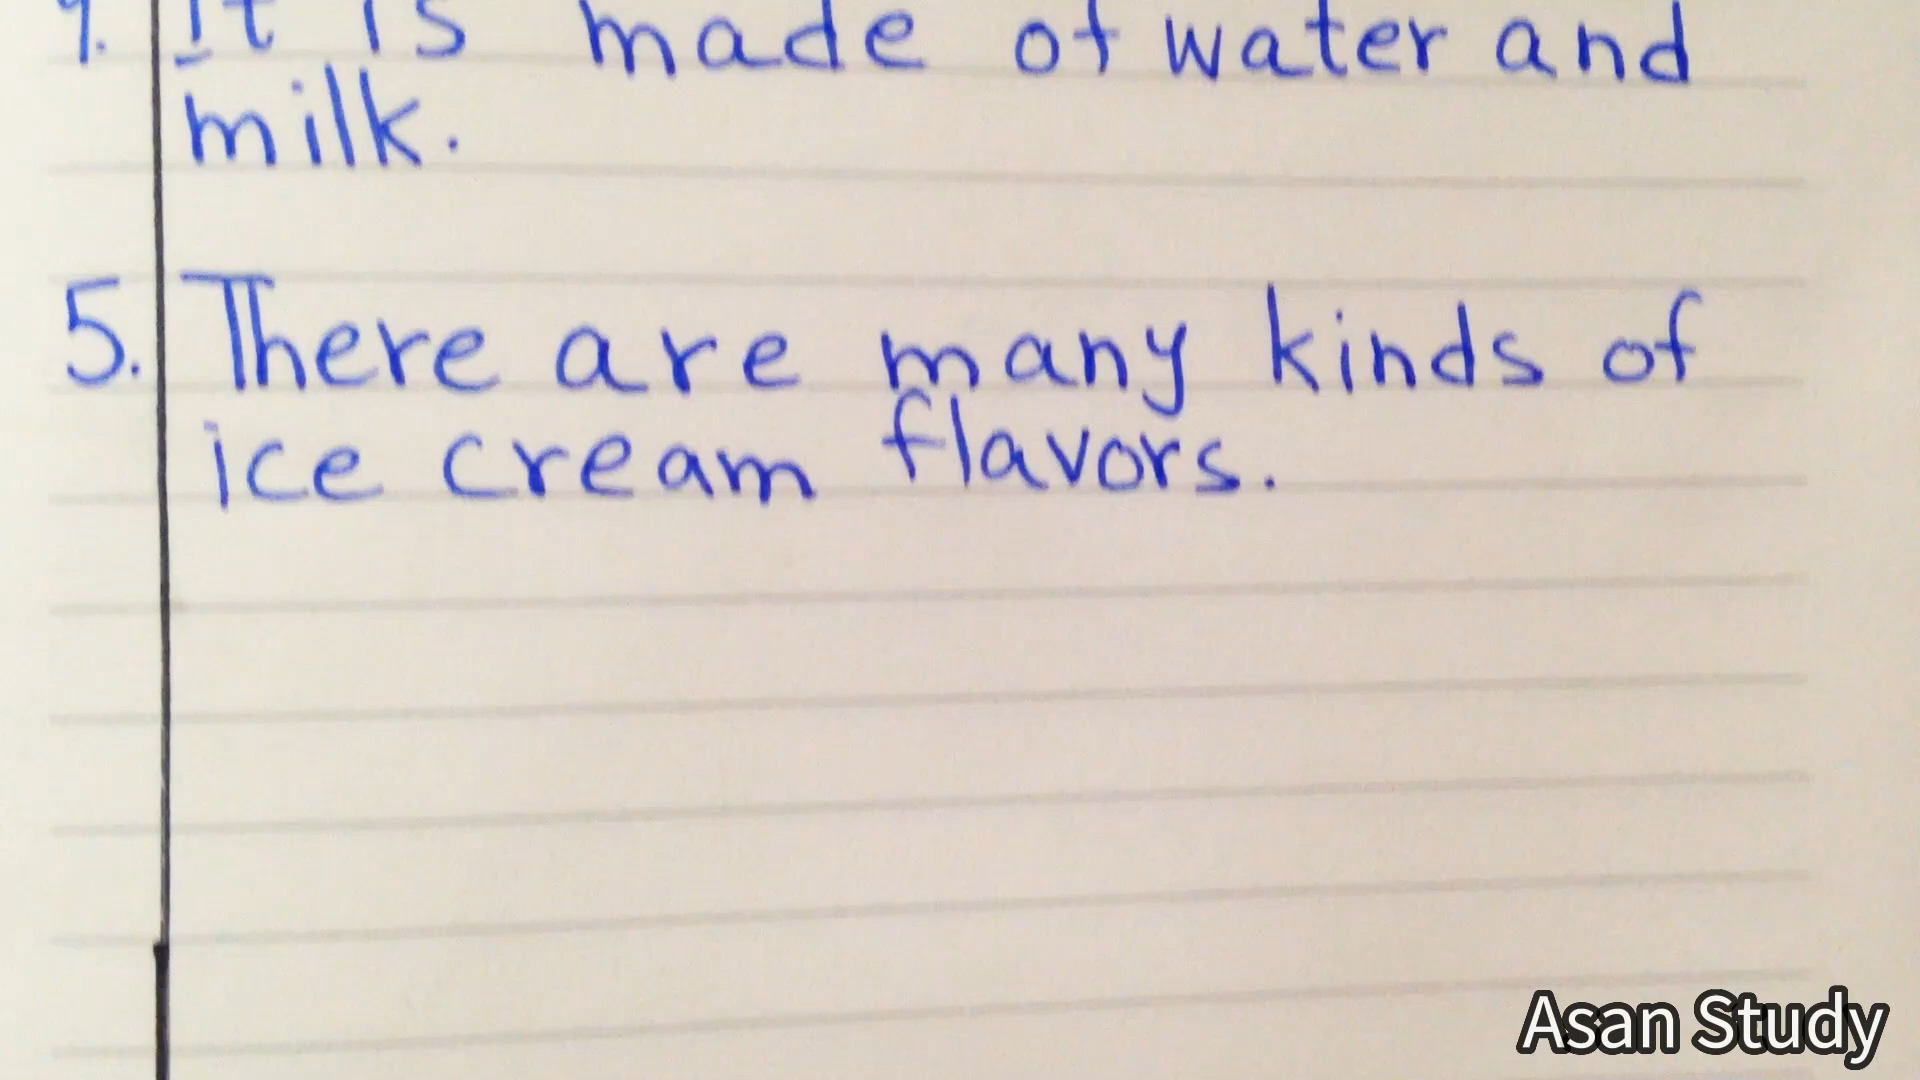 4. It is made of water and
milk.
5. There are many kinds of
ice cream flavors.
Asan Study